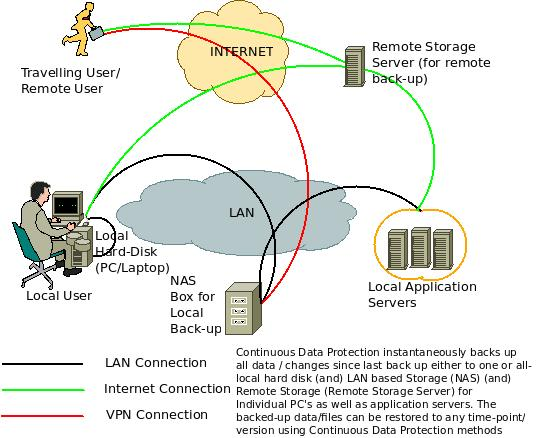 INTERNET
Remote Storage
Server (for remote
back-up)
Travelling User/
Remote User
LAN
Local
Hard-Disk
(PC/Laptop)
Local User
NAS
Box for
Local
Back-up
Local Application
Servers
LAN Connection
Internet Connection
VPN Connection
Continuous Data Protection instantaneously backs up
all data / changes since last back up either to one or all-
local hard disk (and) LAN based Storage (NAS) (and)
Remote Storage (Remote Storage Server) for
Individual PC's as well as application servers. The
backed-up data/files can be restored to any time-point/
version using Continuous Data Protection methods